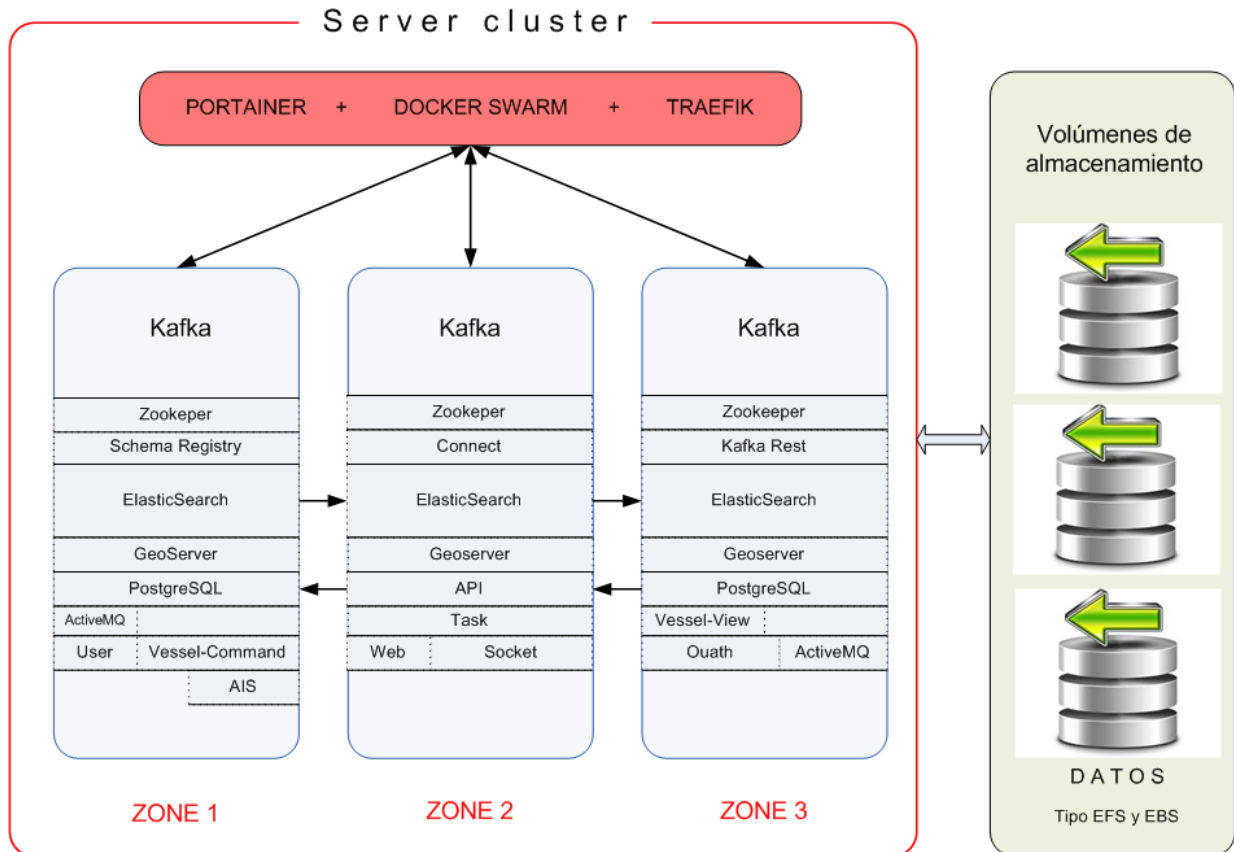 Server cluster
PORTAINER + DOCKER SWARM + TRAEFIK
Kafka
Zookeper
Schema Registry
ElasticSearch
GeoServer
PostgreSQL
ActiveMQ
User Vessel-Command
AIS
ZONE 1
Kafka
Zookeper
Connect
ElasticSearch
Geoserver
API
Task
Web Socket
ZONE 2
Kafka
Zookeeper
Kafka Rest
ElasticSearch
Geoserver
PostgreSQL
Vessel-View
Ouath ActiveMQ
ZONE 3
Volúmenes de
almacenamiento
DATOS
Tipo EFS y EBS